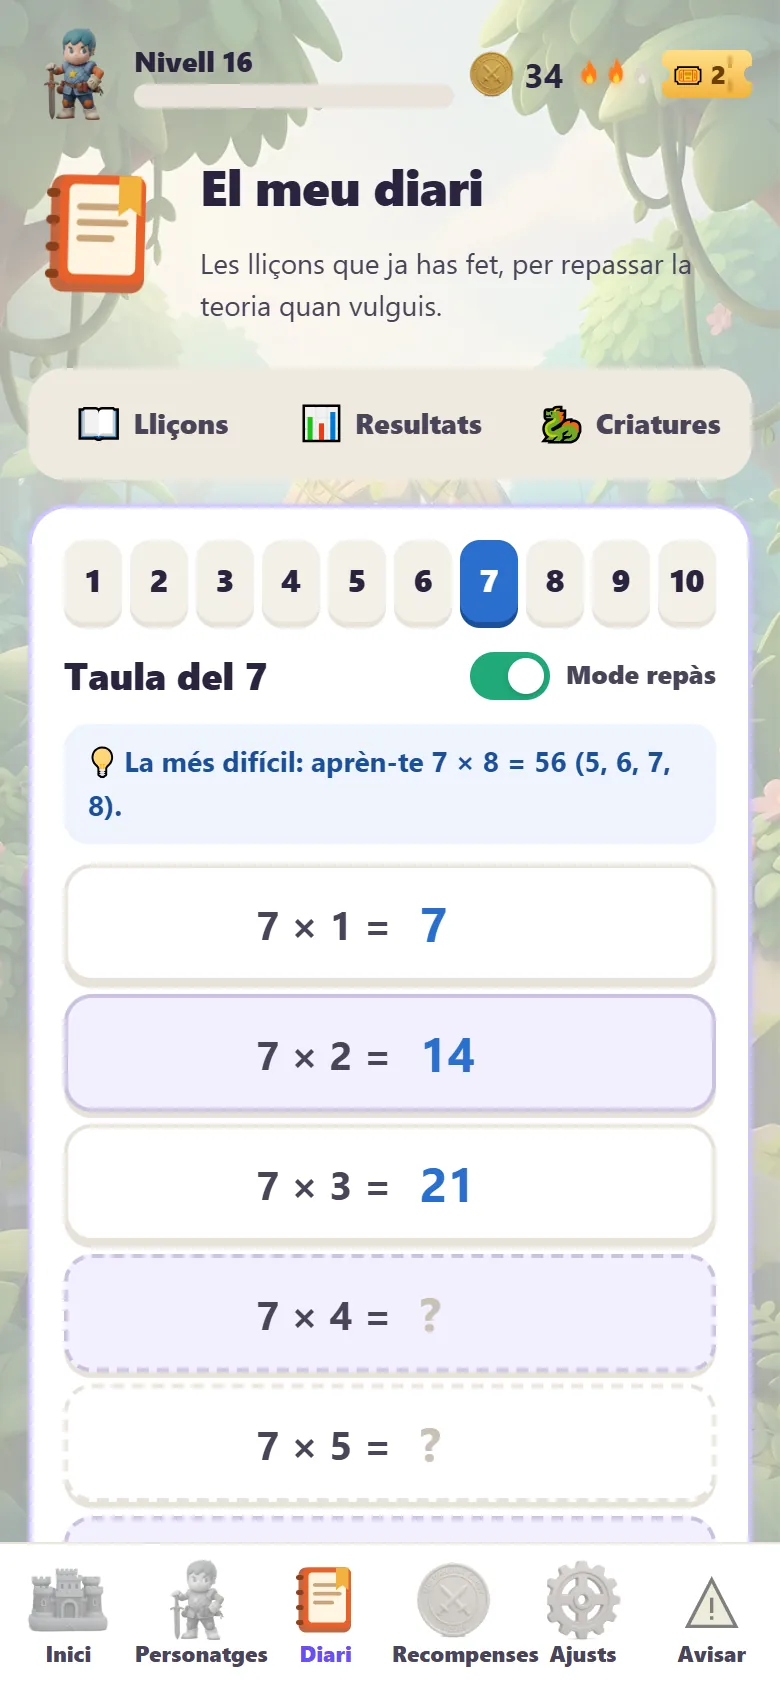 Nivell 16
34
2
El meu diari
Les lliçons que ja has fet, per repassar la
teoria quan vulguis.
Lliçons Resultats Criatures
1 2 3 4 5 6 7 8 9 10
Taula del 7 Mode repàs
La més difícil: aprèn-te 7 × 8 = 56 (5, 6, 7,
8).
7 × 1 = 7
7 × 2 = 14
7 × 3 = 21
7 × 4 = ?
7 × 5 = ?
Inici Personatges Diari Recompenses Ajusts Avisar